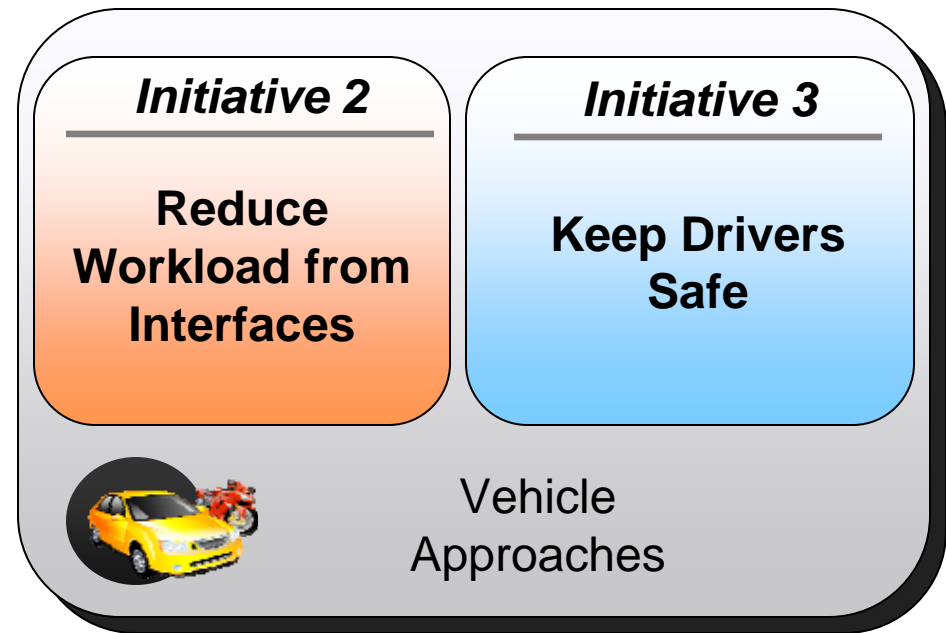 Initiative 2
Reduce
Workload from
Interfaces
Initiative 3
Keep Drivers
Safe
Vehicle
Approaches